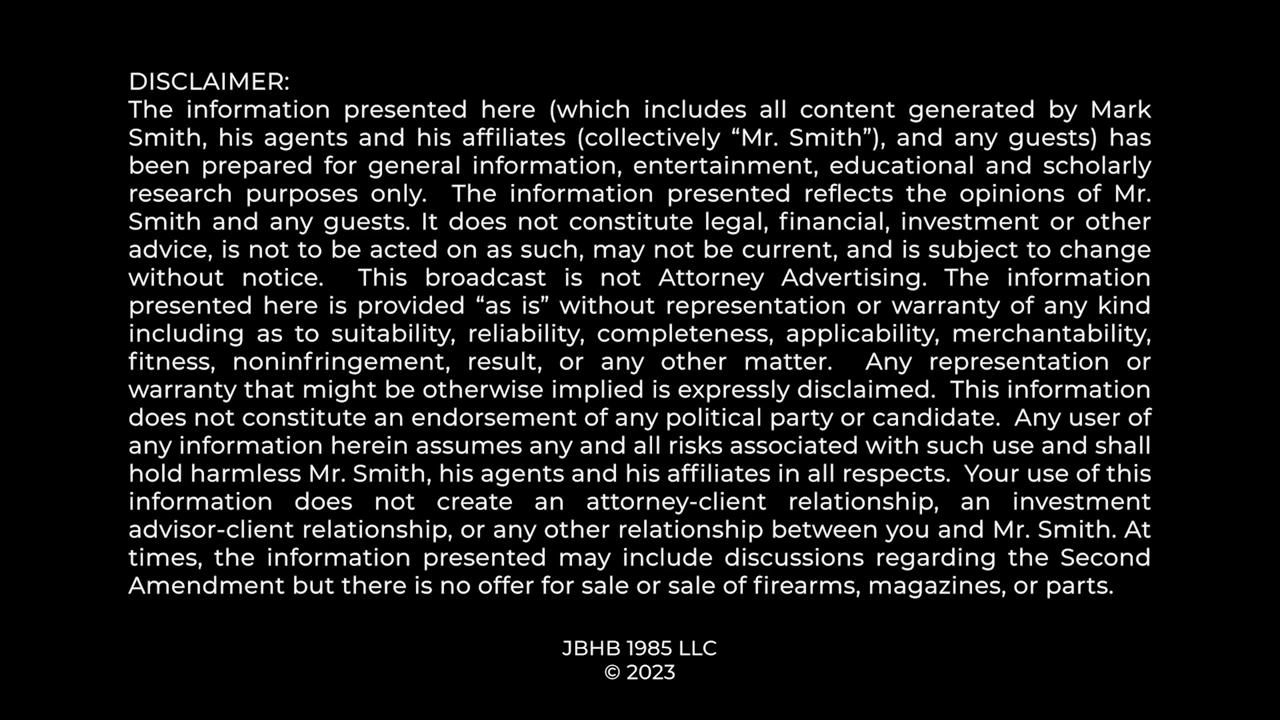 DISCLAIMER:
The information presented here (which includes all content generated by Mark
Smith, his agents and his affiliates (collectively “Mr. Smith”), and any guests) has
been prepared for general information, entertainment, educational and scholarly
research purposes only.  The information presented reflects the opinions of Mr.
Smith and any guests. It does not constitute legal, financial, investment or other
advice, is not to be acted on as such, may not be current, and is subject to change
without notice.  This broadcast is not Attorney Advertising. The information
presented here is provided “as is” without representation or warranty of any kind
including as to suitability, reliability, completeness, applicability, merchantability,
fitness, noninfringement, result, or any other matter.  Any representation or
warranty that might be otherwise implied is expressly disclaimed.  This information
does not constitute an endorsement of any political party or candidate.  Any user of
any information herein assumes any and all risks associated with such use and shall
hold harmless Mr. Smith, his agents and his affiliates in all respects.  Your use of this
information does not create an attorney-client relationship, an investment
advisor-client relationship, or any other relationship between you and Mr. Smith. At
times, the information presented may include discussions regarding the Second
Amendment but there is no offer for sale or sale of firearms, magazines, or parts.
JBHB 1985 LLC
© 2023